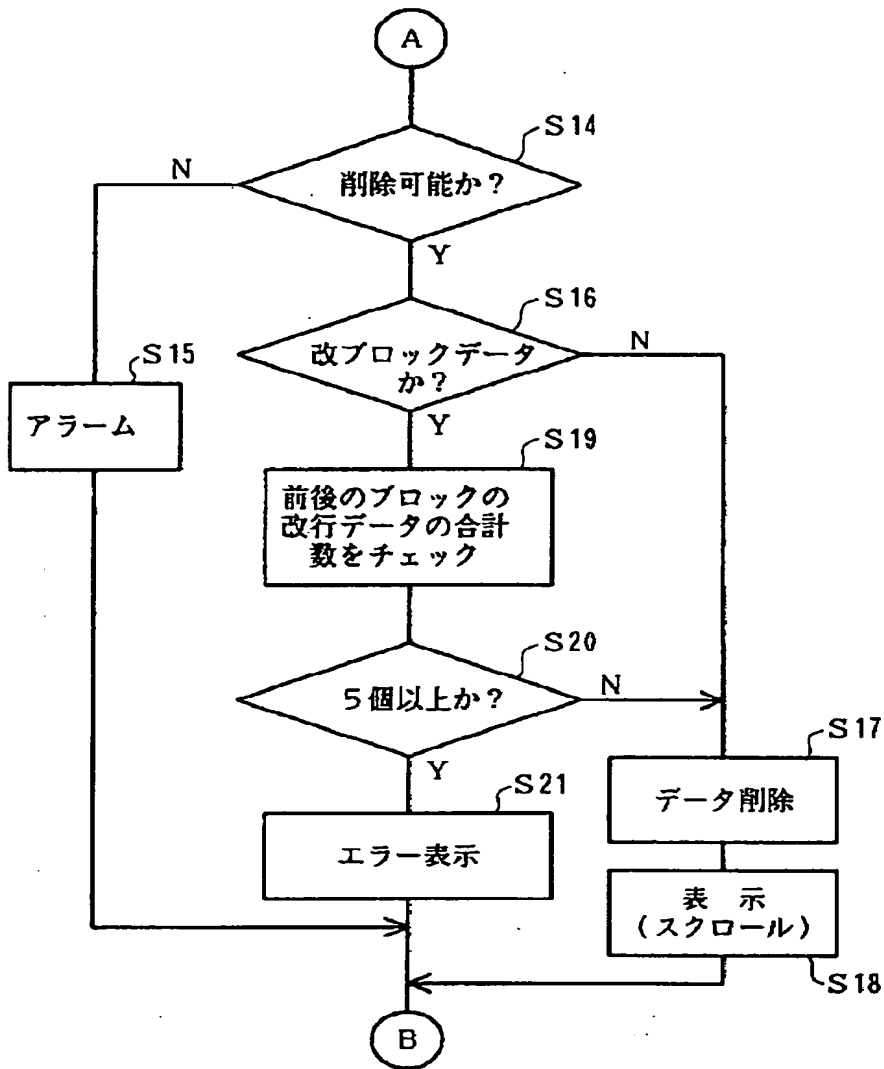 A
S14
削除可能か?
N
Y
S16
改ブロックデータ
か?
N
Y
S15
アラーム
S19
前後のブロックの
改行データの合計
数をチェック
S20
5個以上か?
N
Y
S17
データ削除
S21
エラー表示
表 示
(スクロール)
S18
B